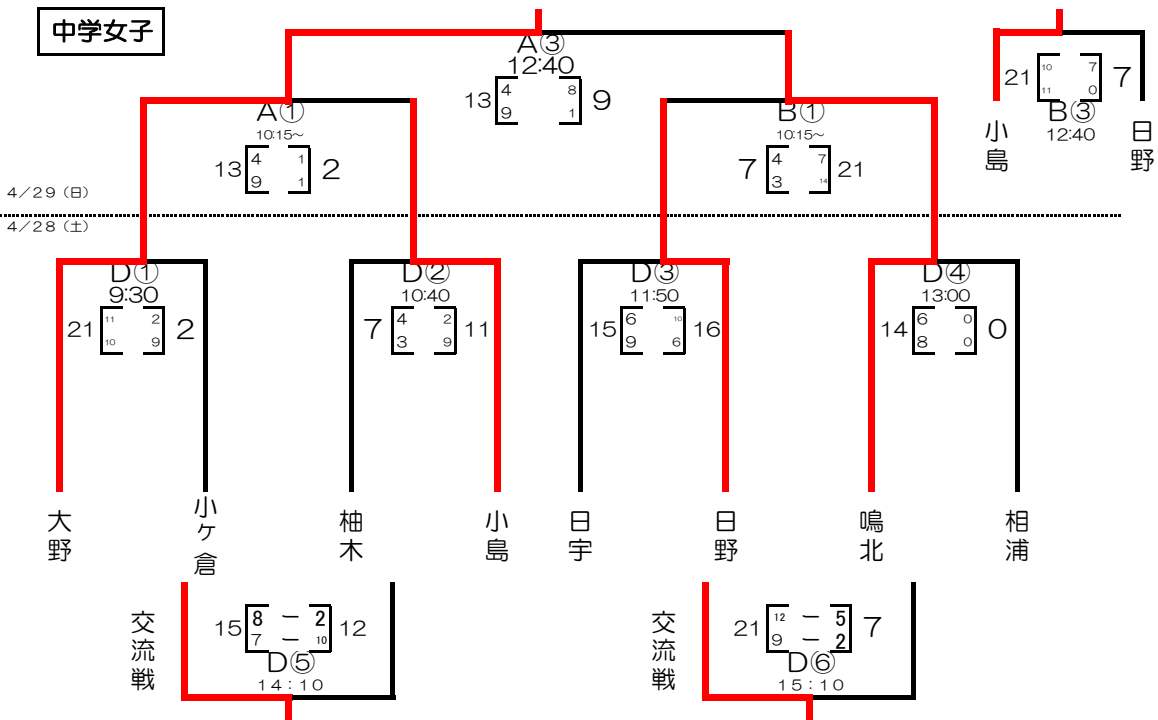 中学女子
A③
12:40
13 4 8 9
9 1
21 10 7 7
11 0
B③
12:40
小島
日野
A①
10:15～
13 4 1 2
9 1
B①
10:15～
7 4 7 21
3 14
4／29（日）
4／28（土）
D①
9:30
21 11 2 2
10 9
D②
10:40
7 4 2 11
3 9
D③
11:50
15 6 10 16
9 6
D④
13:00
14 6 0 0
8 0
大野
小ヶ倉
柚木
小島
日宇
日野
鳴北
相浦
交流戦
15 8 － 2 12
7 － 10
D⑤
14：10
交流戦
21 12 － 5 7
9 － 2
D⑥
15：10